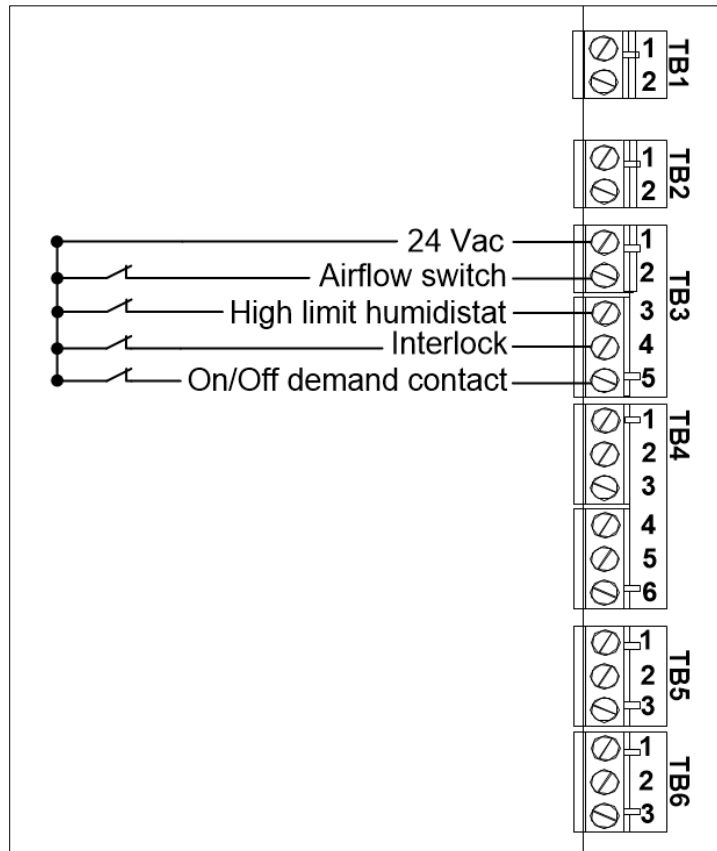 1
2
TB1
1
2
TB2
24 Vac
1
Airflow switch
2
TB3
High limit humidistat
3
Interlock
4
On/Off demand contact
5
1
TB4
2
3
4
5
6
1
2
TB5
3
1
2
TB6
3